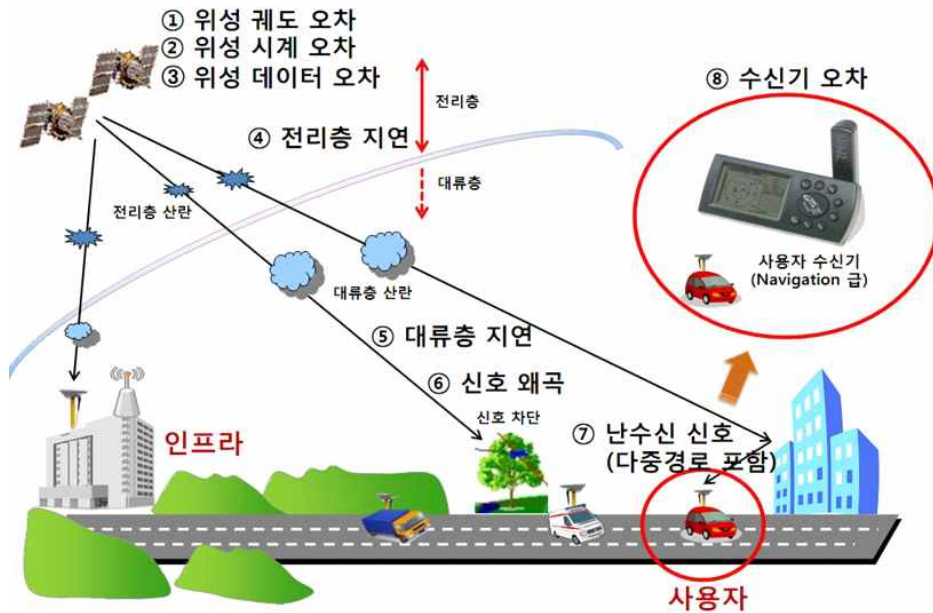 ① 위성 궤도 오차
② 위성 시계 오차
③ 위성 데이터 오차
⑧ 수신기 오차
전리층
④ 전리층 지연
대류층
전리층 산란
대류층 산란
사용자 수신기
(Navigation 급)
⑤ 대류층 지연
⑥ 신호 왜곡
신호 차단
⑦ 난수신 신호
(다중경로 포함)
인프라
사용자